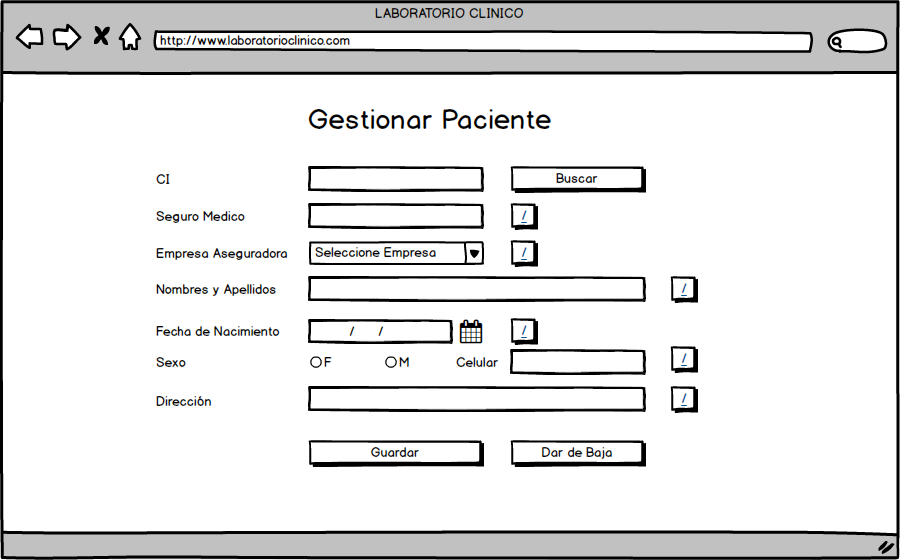 LABORATORIO CLINICO
http://www.laboratorioclinico.com
Gestionar Paciente
CI
Buscar
Seguro Medico
/
Empresa Aseguradora
Seleccione Empresa
/
Nombres y Apellidos
/
Fecha de Nacimiento
/ /
/
Sexo
F
M
Celular
/
Dirección
/
Guardar
Dar de Baja